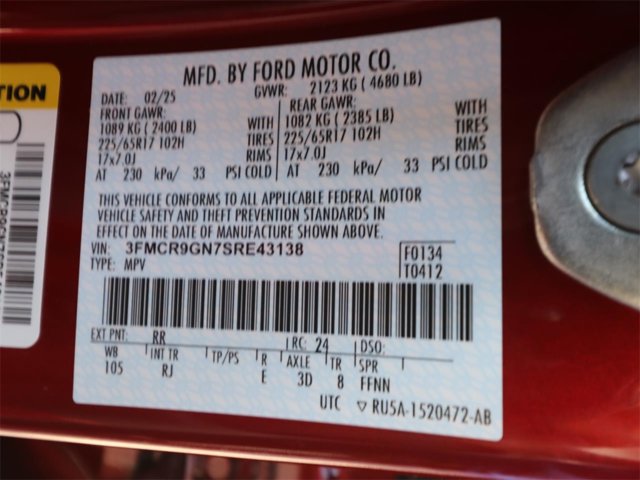 TION
MFD. BY FORD MOTOR CO.
DATE: 02/25 GVWR: 2123 KG ( 4680 LB)
FRONT GAWR: REAR GAWR:
1089 KG ( 2400 LB) WITH 1082 KG ( 2385 LB) WITH
225/65R17 102H TIRES 225/65R17 102H TIRES
17x7.0J RIMS 17x7.0J RIMS
AT 230 kPa/ 33 PSI COLD AT 230 kPa/ 33 PSI COLD
THIS VEHICLE CONFORMS TO ALL APPLICABLE FEDERAL MOTOR
VEHICLE SAFETY AND THEFT PREVENTION STANDARDS IN
EFFECT ON THE DATE OF MANUFACTURE SHOWN ABOVE.
VIN: 3FMCR9GN7SRE43138 F0134
TYPE: MPV T0412
EXT PNT: RR RC: 24 DSO:
WB INT TR TP/PS R AXLE TR SPR
105 RJ E 3D 8 FFNN
UTC ▽ RU5A-1520472-AB